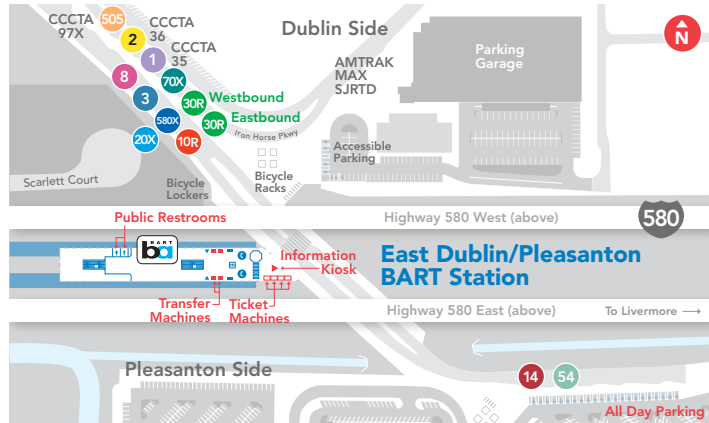 CCCTA
97X
505
CCCTA
36
2
CCCTA
35
1
8
70X
3
30R
Westbound
580X
30R
Eastbound
20X
10R
Iron Horse Pkwy
Dublin Side
AMTRAK
MAX
SJRTD
Parking
Garage
N
Accessible
Parking
Scarlett Court
Bicycle
Lockers
Bicycle
Racks
Highway 580 West (above)
580
Public Restrooms
BART
ba
Information
Kiosk
East Dublin/Pleasanton
BART Station
Transfer
Machines
Ticket
Machines
Highway 580 East (above)
To Livermore
Pleasanton Side
14
54
All Day Parking